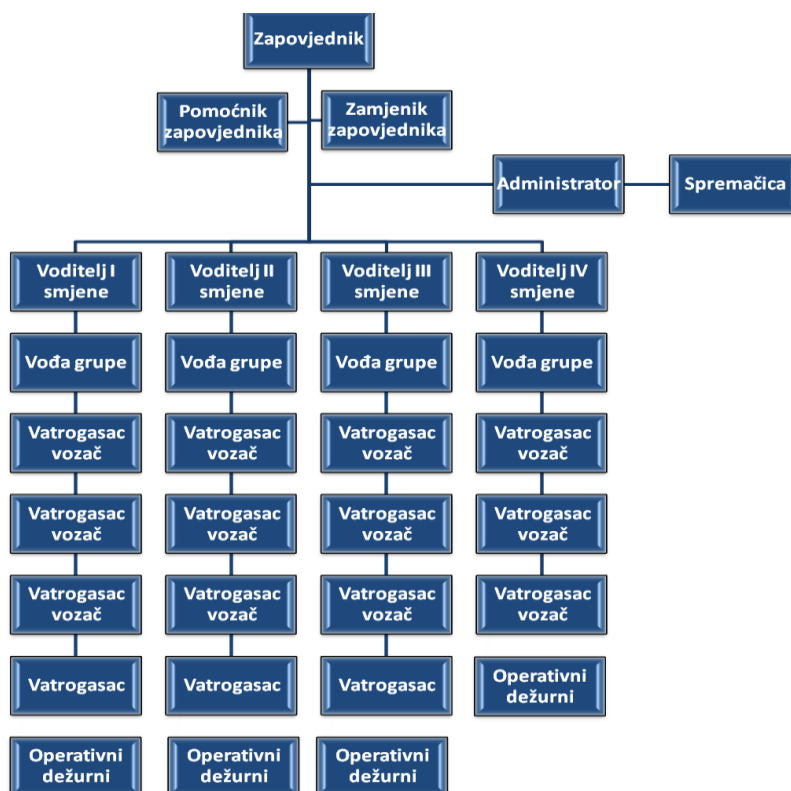 Zapovjednik
Pomoćnik
zapovjednika
Zamjenik
zapovjednika
Administrator
Spremačica
Voditelj I
smjene
Voditelj II
smjene
Voditelj III
smjene
Voditelj IV
smjene
Vođa grupe
Vođa grupe
Vođa grupe
Vođa grupe
Vatrogasac
vozač
Vatrogasac
vozač
Vatrogasac
vozač
Vatrogasac
vozač
Vatrogasac
vozač
Vatrogasac
vozač
Vatrogasac
vozač
Vatrogasac
vozač
Vatrogasac
vozač
Vatrogasac
vozač
Vatrogasac
vozač
Vatrogasac
vozač
Vatrogasac
Vatrogasac
Vatrogasac
Operativni
dežurni
Operativni
dežurni
Operativni
dežurni
Operativni
dežurni